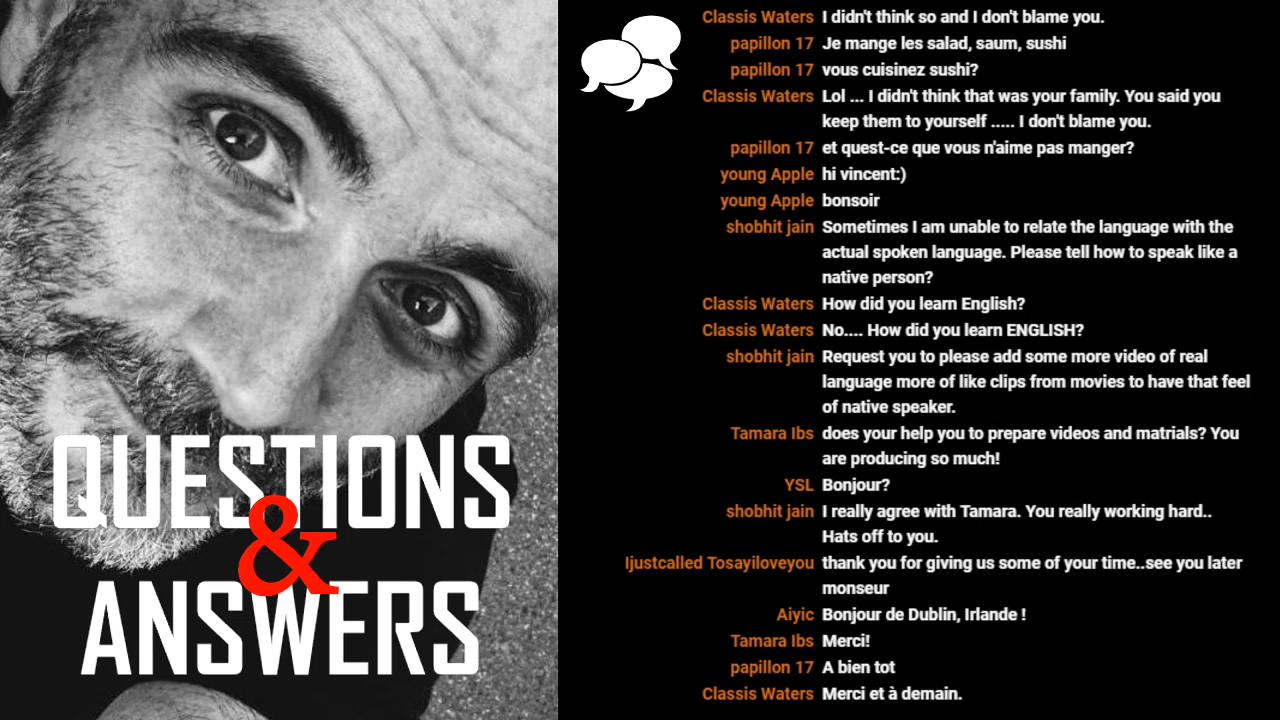 QUESTIONS
&
ANSWERS
Classis Waters I didn't think so and I don't blame you.
papillon 17 Je mange les salad, saum, sushi
papillon 17 vous cuisinez sushi?
Classis Waters Lol ... I didn't think that was your family. You said you
keep them to yourself ..... I don't blame you.
papillon 17 et quest-ce que vous n'aime pas manger?
young Apple hi vincent:)
young Apple bonsoir
shobhit jain Sometimes I am unable to relate the language with the
actual spoken language. Please tell how to speak like a
native person?
Classis Waters How did you learn English?
Classis Waters No.... How did you learn ENGLISH?
shobhit jain Request you to please add some more video of real
language more of like clips from movies to have that feel
of native speaker.
Tamara Ibs does your help you to prepare videos and matrials? You
are producing so much!
YSL Bonjour?
shobhit jain I really agree with Tamara. You really working hard..
Hats off to you.
Ijustcalled Tosayiloveyou thank you for giving us some of your time..see you later
monseur
Aiyic Bonjour de Dublin, Irlande !
Tamara Ibs Merci!
papillon 17 A bien tot
Classis Waters Merci et à demain.